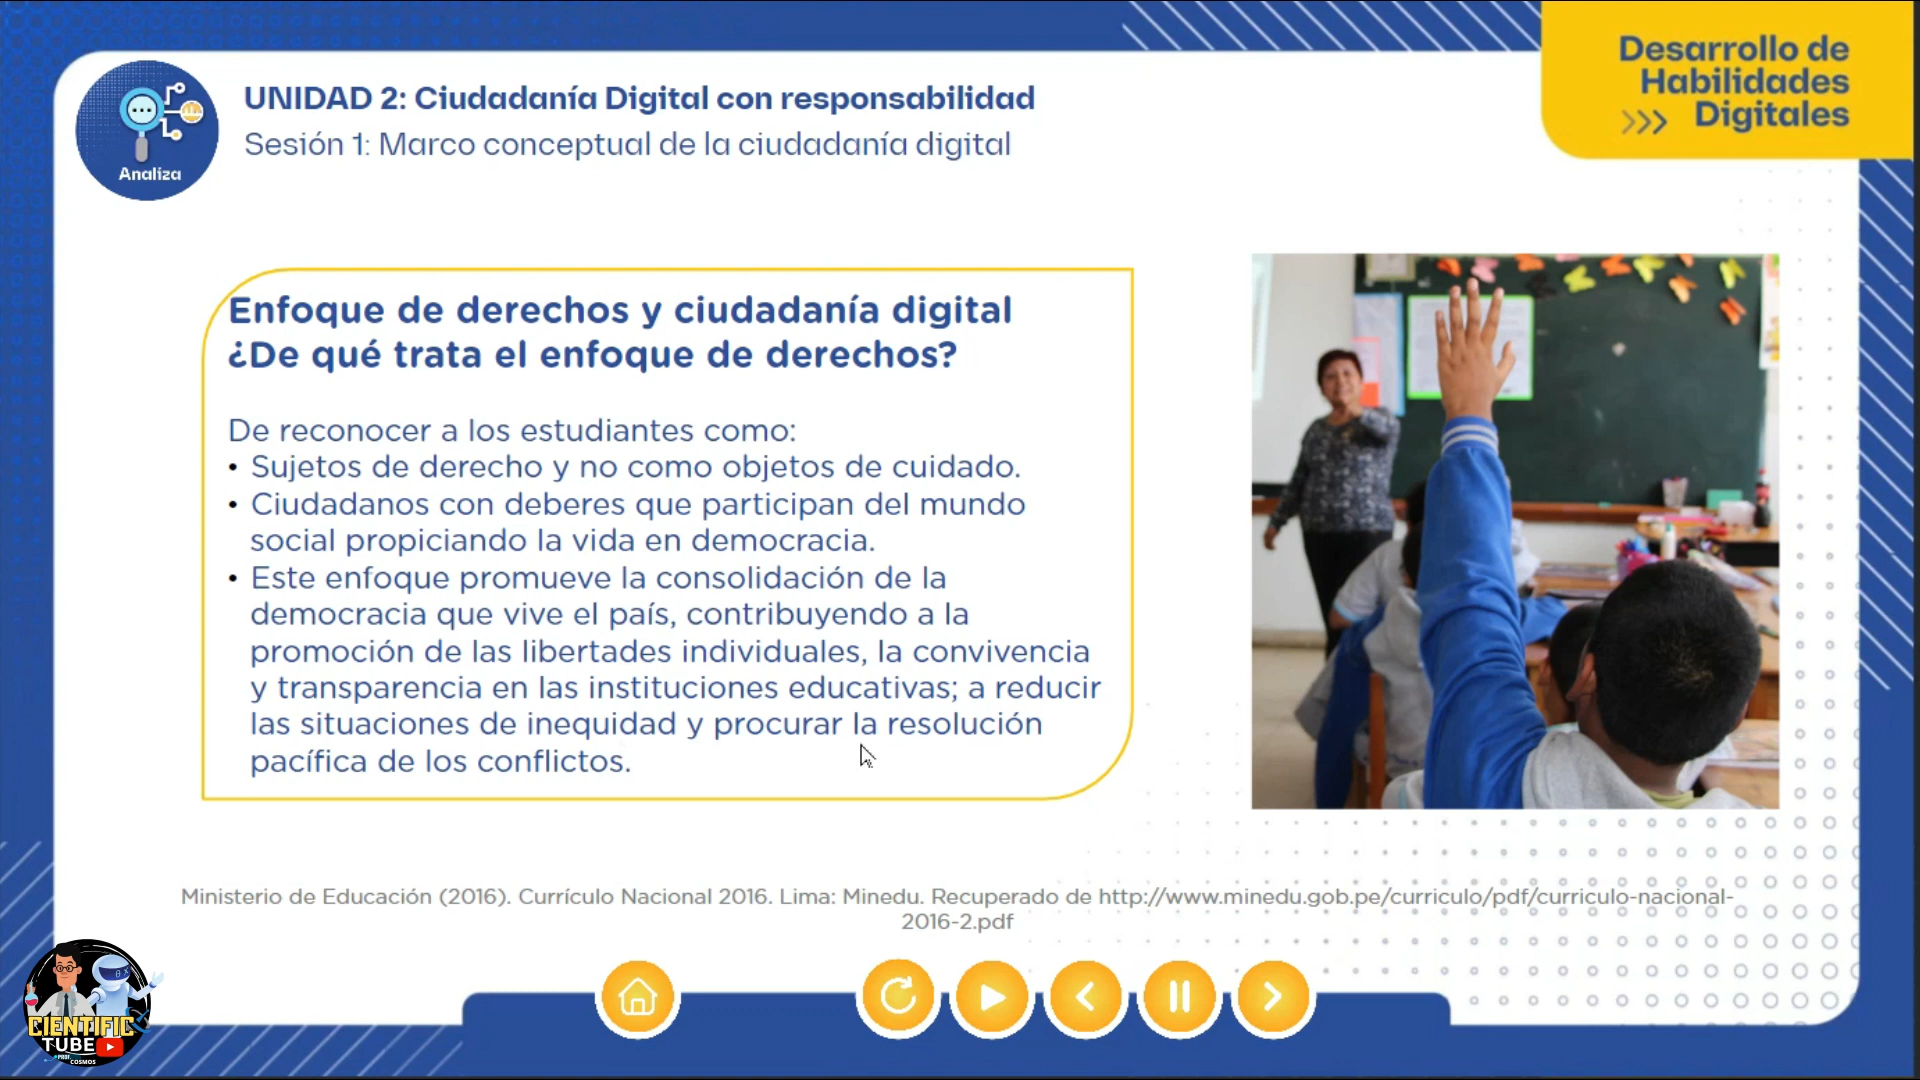 Desarrollo de
Habilidades
>>> Digitales
UNIDAD 2: Ciudadanía Digital con responsabilidad
Sesión 1: Marco conceptual de la ciudadanía digital
Analiza
Enfoque de derechos y ciudadanía digital
¿De qué trata el enfoque de derechos?
De reconocer a los estudiantes como:
• Sujetos de derecho y no como objetos de cuidado.
• Ciudadanos con deberes que participan del mundo
social propiciando la vida en democracia.
• Este enfoque promueve la consolidación de la
democracia que vive el país, contribuyendo a la
promoción de las libertades individuales, la convivencia
y transparencia en las instituciones educativas; a reducir
las situaciones de inequidad y procurar la resolución
pacífica de los conflictos.
Ministerio de Educación (2016). Currículo Nacional 2016. Lima: Minedu. Recuperado de http://www.minedu.gob.pe/curriculo/pdf/curriculo-nacional-
2016-2.pdf
CIENTIFIC
TUBE
PROF.
COSMOS